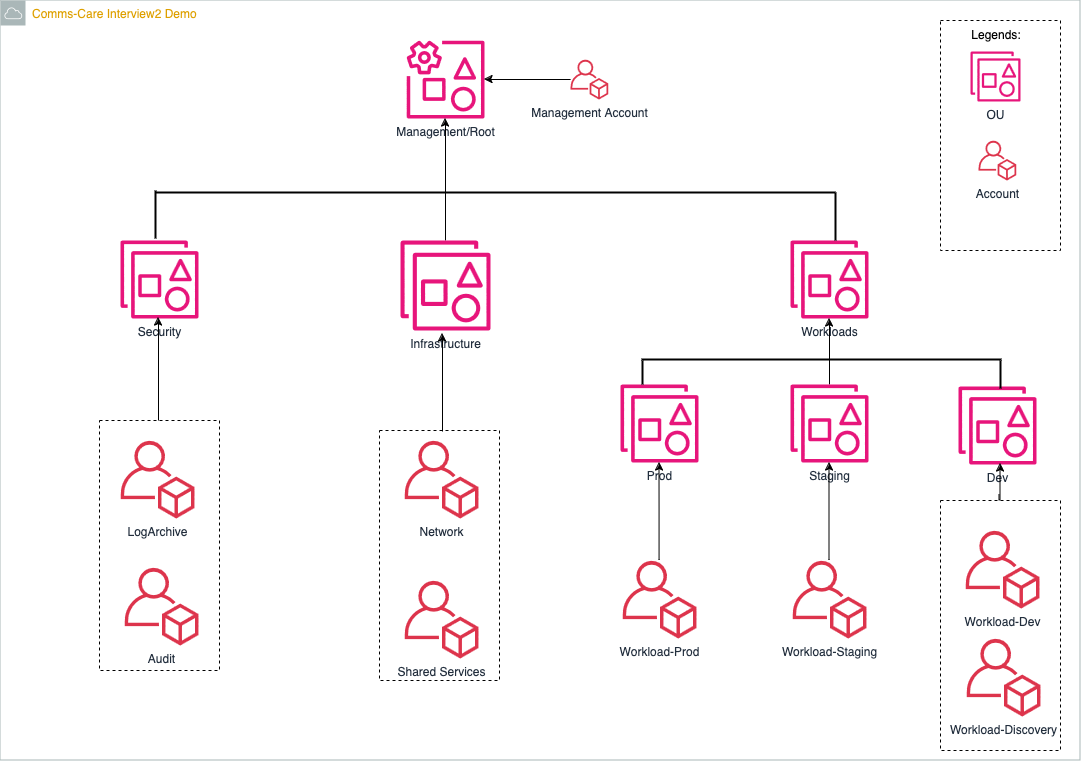 Comms-Care Interview2 Demo
Legends:
OU
Account
Management Account
Management/Root
Security
Infrastructure
Workloads
Prod
Staging
Dev
LogArchive
Audit
Network
Shared Services
Workload-Prod
Workload-Staging
Workload-Dev
Workload-Discovery